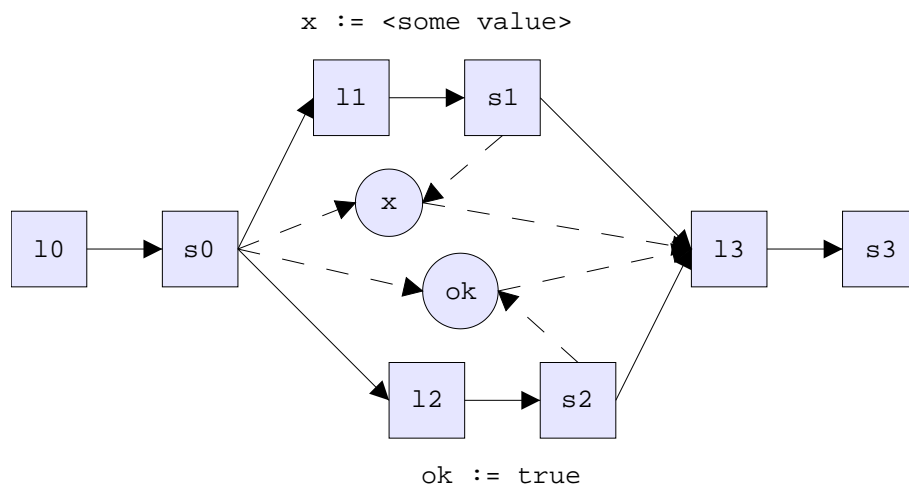 x := <some value>
l1
s1
x
l0
s0
l3
s3
ok
l2
s2
ok := true